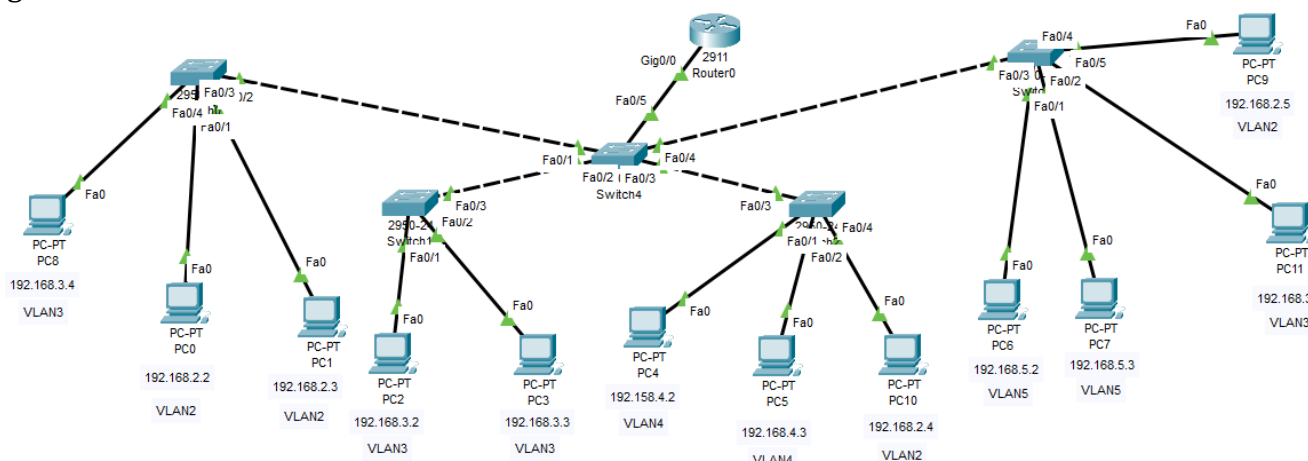 Fa0/4
Fa0
2911
Router0
Gig0/0
Fa0/5
Fa0/3
Fa0/5
Fa0/2
Fa0/1
PC-PT
PC9
192.168.2.5
VLAN2
Fa0/3
Fa0/4
Fa0/1
Fa0/5
Fa0/1
Fa0/4
Fa0/2
Fa0/3
Switch4
Fa0/3
Fa0/2
Fa0/1
Fa0/3
Fa0/4
Fa0/1
Fa0/2
Fa0
PC-PT
PC8
192.168.3.4
VLAN3
Fa0
PC-PT
PC0
192.168.2.2
VLAN2
Fa0
PC-PT
PC1
192.168.2.3
VLAN2
Fa0
PC-PT
PC2
192.168.3.2
VLAN3
Fa0
PC-PT
PC3
192.168.3.3
VLAN3
Fa0
PC-PT
PC4
192.158.4.2
VLAN4
Fa0
PC-PT
PC5
192.168.4.3
VLAN4
Fa0
PC-PT
PC10
192.168.2.4
VLAN2
Fa0
PC-PT
PC6
192.168.5.2
VLAN5
Fa0
PC-PT
PC7
192.168.5.3
VLAN5
Fa0
PC-PT
PC11
VLAN3